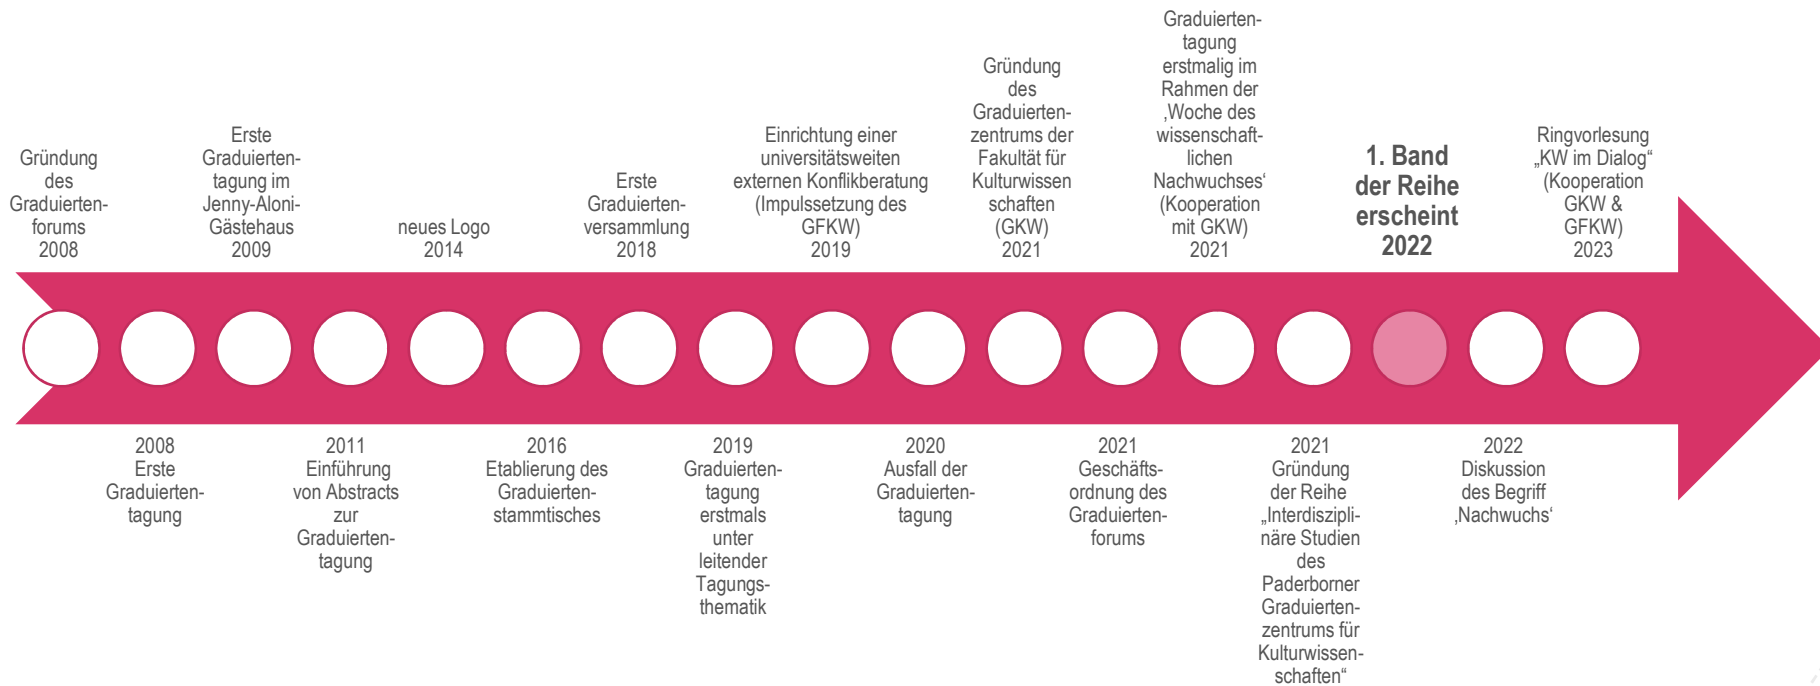 Gründung
des
Graduierten-
forums
2008
2008
Erste
Graduierten-
tagung
Erste
Graduierten-
tagung im
Jenny-Aloni-
Gästehaus
2009
2011
Einführung
von Abstracts
zur
Graduierten-
tagung
neues Logo
2014
2016
Etablierung des
Graduierten-
stammtisches
Erste
Graduierten-
versammlung
2018
2019
Graduierten-
tagung
erstmals
unter
leitender
Tagungs-
thematik
Einrichtung einer
universitätsweiten
externen Konflikberatung
(Impulssetzung des
GFKW)
2019
2020
Ausfall der
Graduierten-
tagung
Gründung
des
Graduierten-
zentrums der
Fakultät für
Kulturwissen
schaften
(GKW)
2021
2021
Geschäfts-
ordnung des
Graduierten-
forums
Graduierten-
tagung
erstmalig im
Rahmen der
‚Woche des
wissenschaft-
lichen
Nachwuchses‘
(Kooperation
mit GKW)
2021
2021
Gründung
der Reihe
„Interdiszipli-
näre Studien
des
Paderborner
Graduierten-
zentrums für
Kulturwissen-
schaften“
1. Band
der Reihe
erscheint
2022
2022
Diskussion
des Begriff
‚Nachwuchs‘
Ringvorlesung
„KW im Dialog“
(Kooperation
GKW &
GFKW)
2023